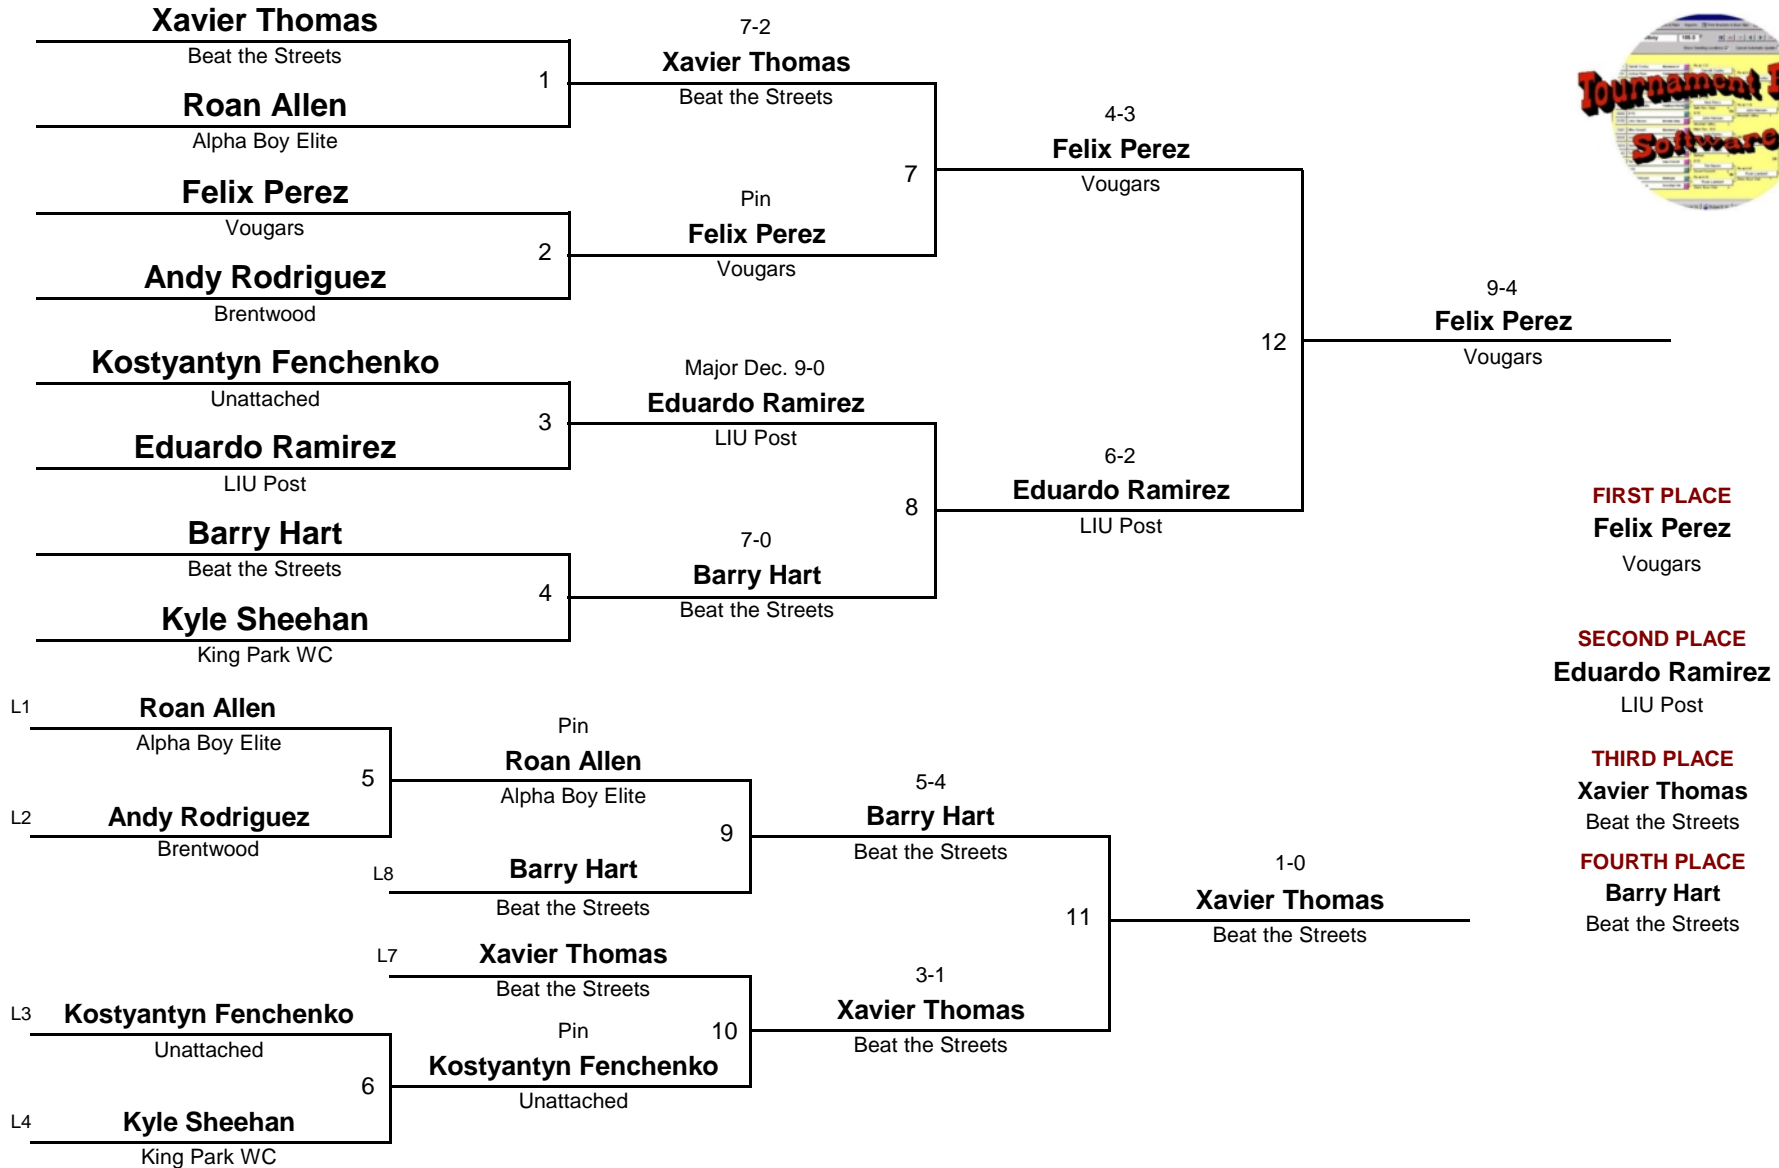 Xavier Thomas
Beat the Streets
1
Roan Allen
Alpha Boy Elite
Felix Perez
Vougars
2
Andy Rodriguez
Brentwood
Kostyantyn Fenchenko
Unattached
3
Eduardo Ramirez
LIU Post
Barry Hart
Beat the Streets
4
Kyle Sheehan
King Park WC
7-2
Xavier Thomas
Beat the Streets
7
Pin
Felix Perez
Vougars
Major Dec. 9-0
Eduardo Ramirez
LIU Post
8
7-0
Barry Hart
Beat the Streets
4-3
Felix Perez
Vougars
12
6-2
Eduardo Ramirez
LIU Post
9-4
Felix Perez
Vougars
Tournament
Software
FIRST PLACE
Felix Perez
Vougars
SECOND PLACE
Eduardo Ramirez
LIU Post
THIRD PLACE
Xavier Thomas
Beat the Streets
FOURTH PLACE
Barry Hart
Beat the Streets
L1
Roan Allen
Alpha Boy Elite
5
L2
Andy Rodriguez
Brentwood
Pin
Roan Allen
Alpha Boy Elite
9
L8
Barry Hart
Beat the Streets
L7
Xavier Thomas
Beat the Streets
10
L3
Kostyantyn Fenchenko
Unattached
6
Pin
Kostyantyn Fenchenko
Unattached
L4
Kyle Sheehan
King Park WC
5-4
Barry Hart
Beat the Streets
11
3-1
Xavier Thomas
Beat the Streets
1-0
Xavier Thomas
Beat the Streets